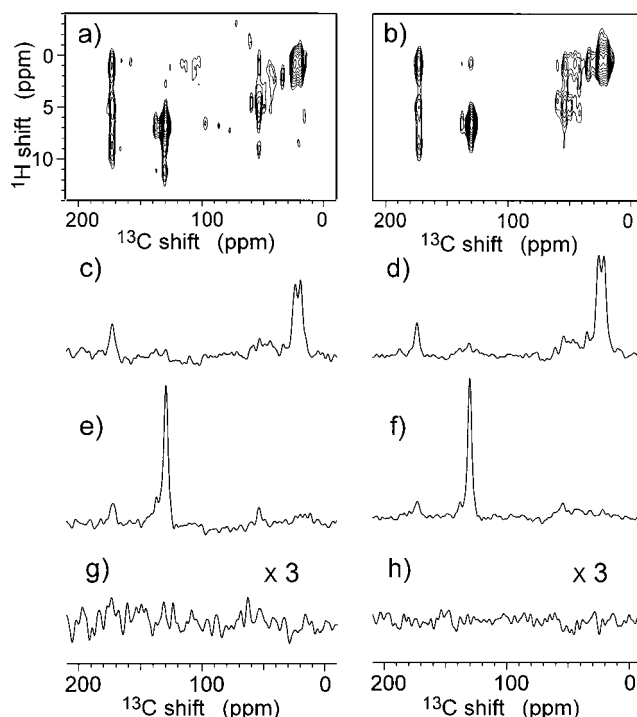 a)
b)
0
5
10
¹H shift (ppm)
0
5
10
200
100
0
200
100
0
¹³C shift (ppm)
¹³C shift (ppm)
c)
d)
e)
f)
g)
x 3
h)
x 3
200
100
0
200
100
0
¹³C shift (ppm)
¹³C shift (ppm)